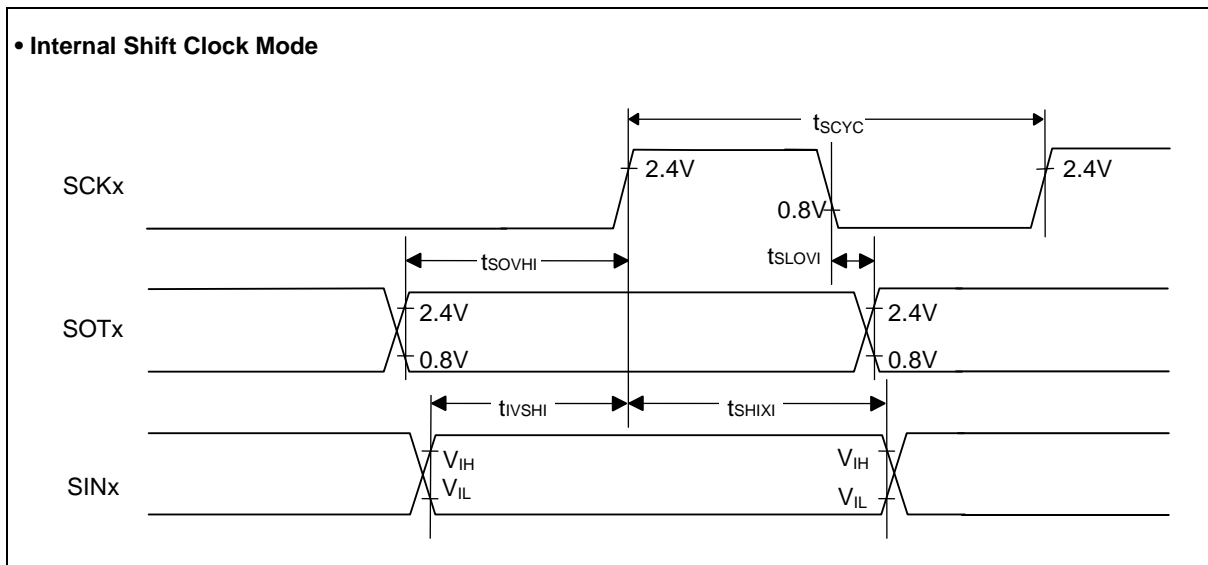 • Internal Shift Clock Mode
tSCYC
SCKx
2.4V
2.4V
0.8V
tSOVHI
tSLOVI
SOTx
2.4V
2.4V
0.8V
0.8V
tIVSHI
tSHIXI
SINx
VIH
VIH
VIL
VIL